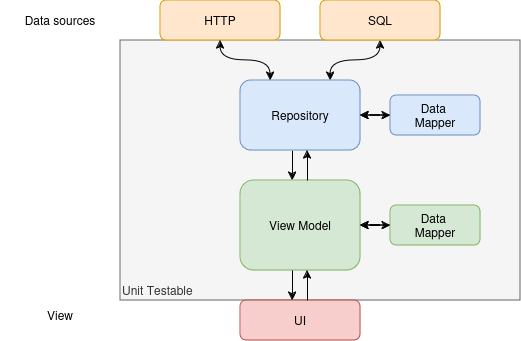 Data sources
HTTP
SQL
Repository
Data
Mapper
View Model
Data
Mapper
Unit Testable
View
UI